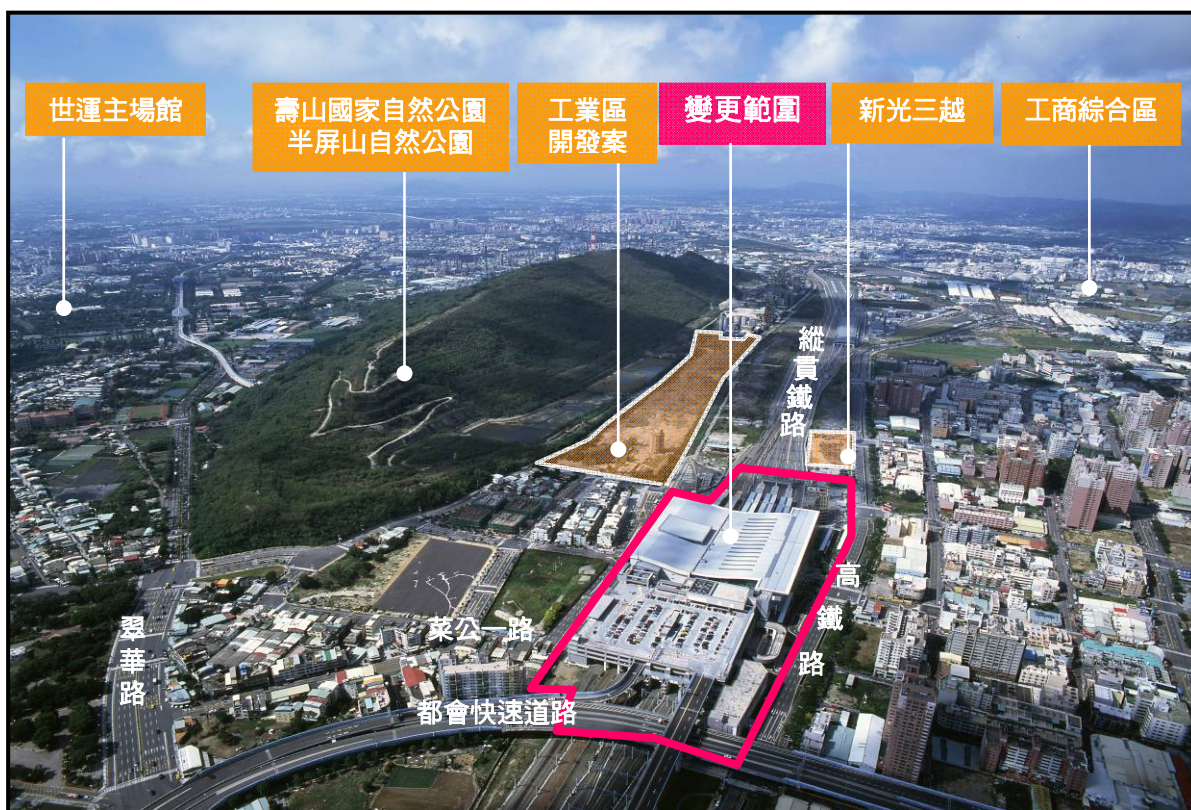 世運主場館
壽山國家自然公園
半屏山自然公園
工業區
開發案
變更範圍
新光三越
工商綜合區
縱貫鐵路
高鐵路
菜公一路
翠華路
都會快速道路